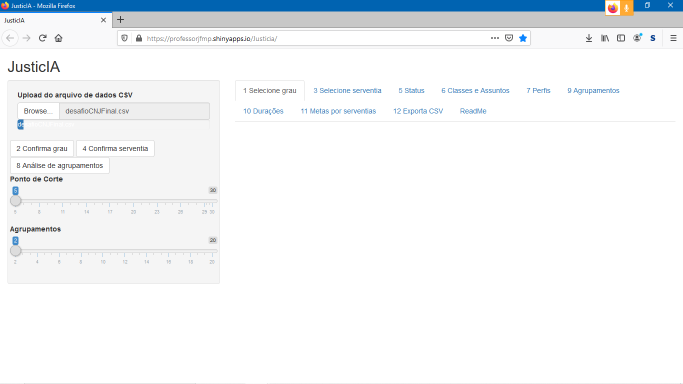 JusticIA - Mozilla Firefox
JusticIA
https://professorjfmp.shinyapps.io/Justicia/
JusticIA
Upload do arquivo de dados CSV
Browse... desafioCNJFinal.csv
2 Confirma grau 4 Confirma serventia
8 Análise de agrupamentos
Ponto de Corte
5 30
5 8 11 14 17 20 23 26 29 30
Agrupamentos
2 20
2 4 6 8 10 12 14 16 18 20
1 Selecione grau 3 Selecione serventia 5 Status 6 Classes e Assuntos 7 Perfis 9 Agrupamentos
10 Durações 11 Metas por serventias 12 Exporta CSV ReadMe